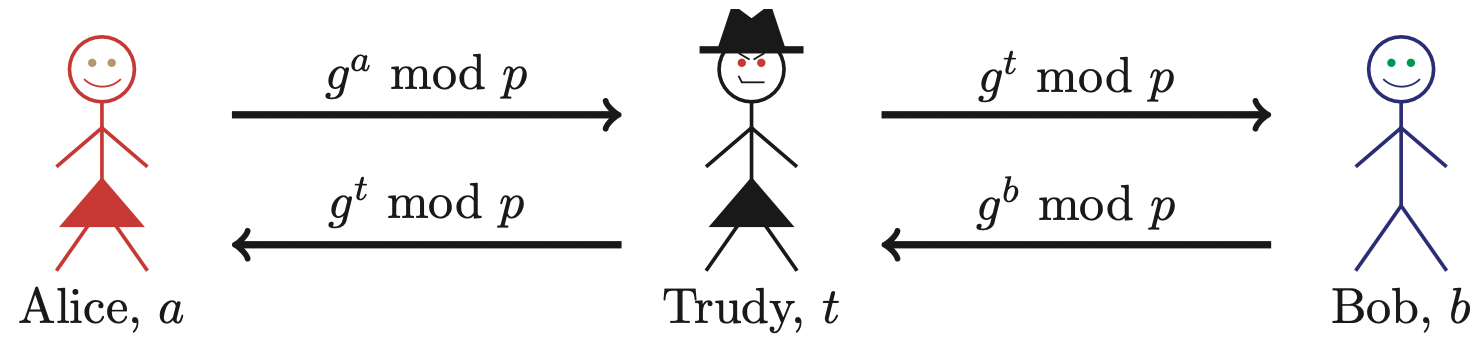 g^a mod p
g^t mod p
g^t mod p
g^b mod p
Alice, a
Trudy, t
Bob, b